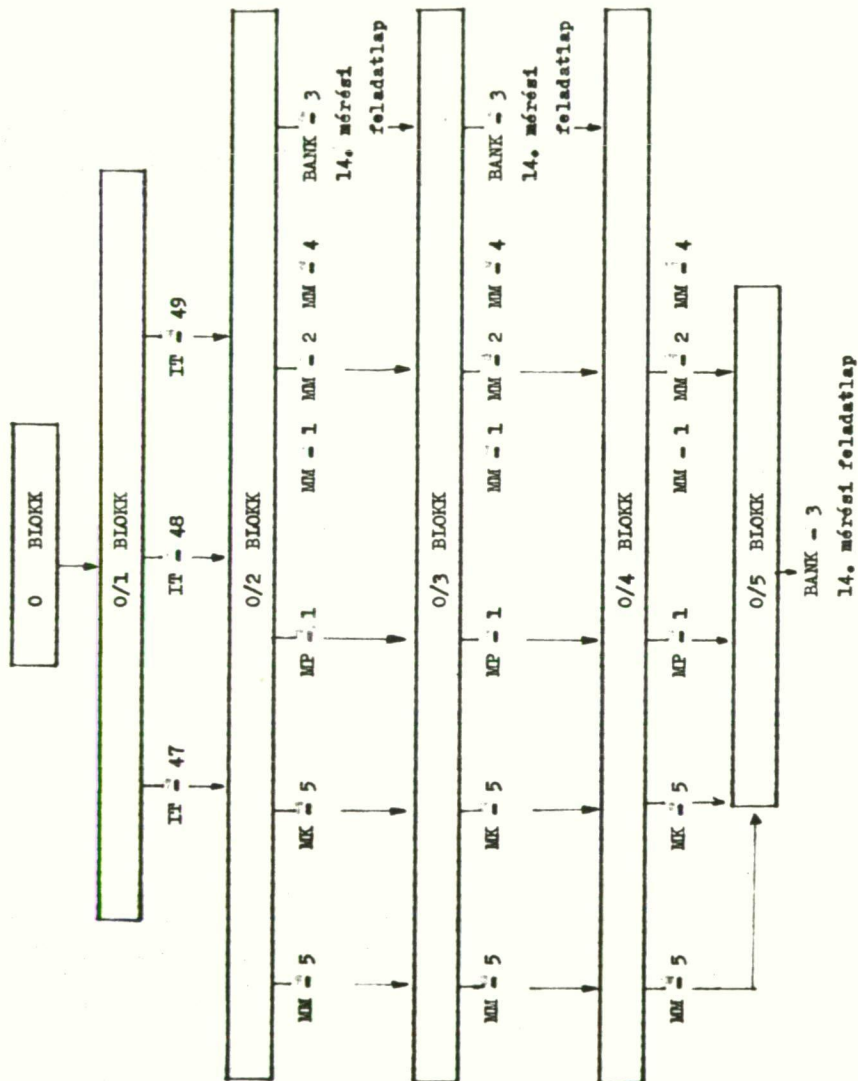 0 BLOKK
0/1 BLOKK
IT - 47 IT - 48 IT - 49
0/2 BLOKK
MM - 5 MK - 5 MP - 1 MM - 1 MM - 2 MM - 4 BANK - 3
14. mérési
feladatlap
0/3 BLOKK
MM - 5 MK - 5 MP - 1 MM - 1 MM - 2 MM - 4 BANK - 3
14. mérési
feladatlap
0/4 BLOKK
MM - 5 MK - 5 MP - 1 MM - 1 MM - 2 MM - 4
0/5 BLOKK
BANK - 3
14. mérési feladatlap